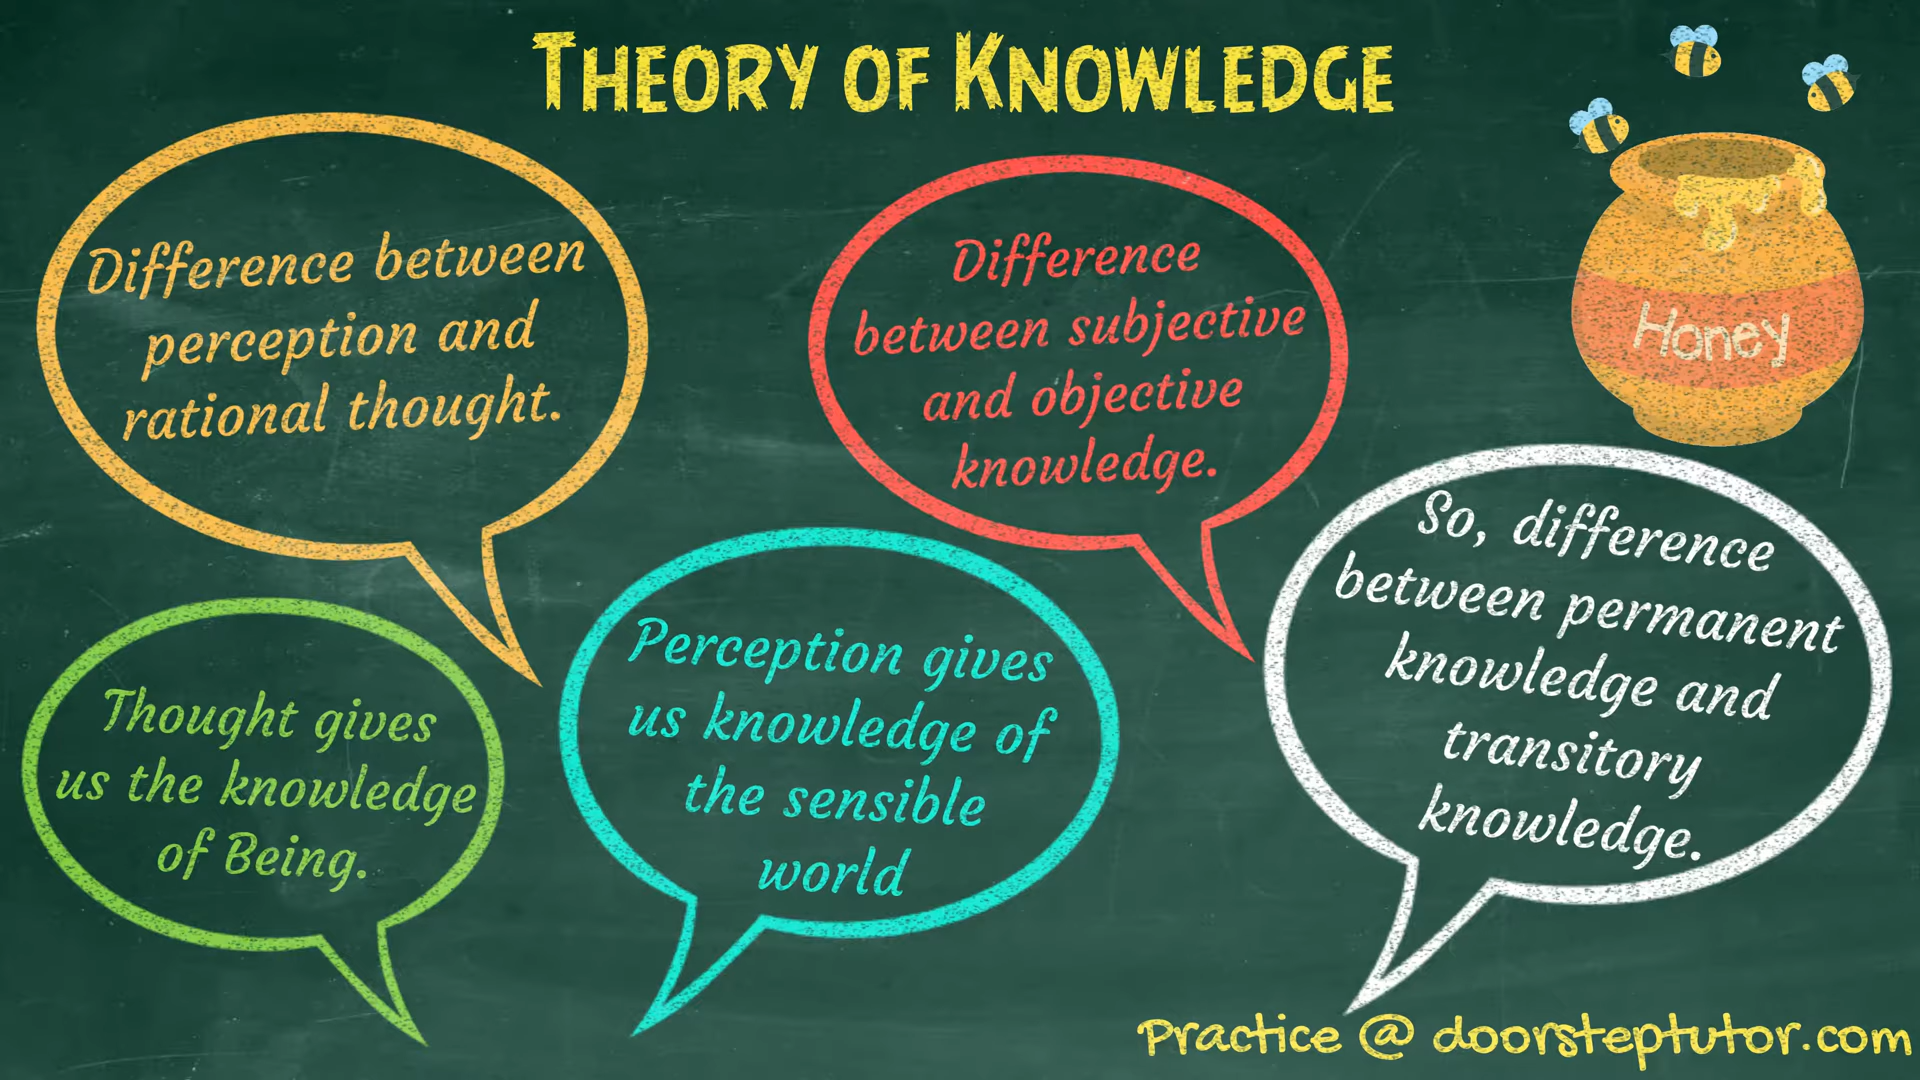 THEORY OF KNOWLEDGE
Difference between
perception and
rational thought.
Difference
between subjective
and objective
knowledge.
Honey
So, difference
between permanent
knowledge and
transitory
knowledge.
Thought gives
us the knowledge
of Being.
Perception gives
us knowledge of
the sensible
world
Practice @ doorsteptutor.com